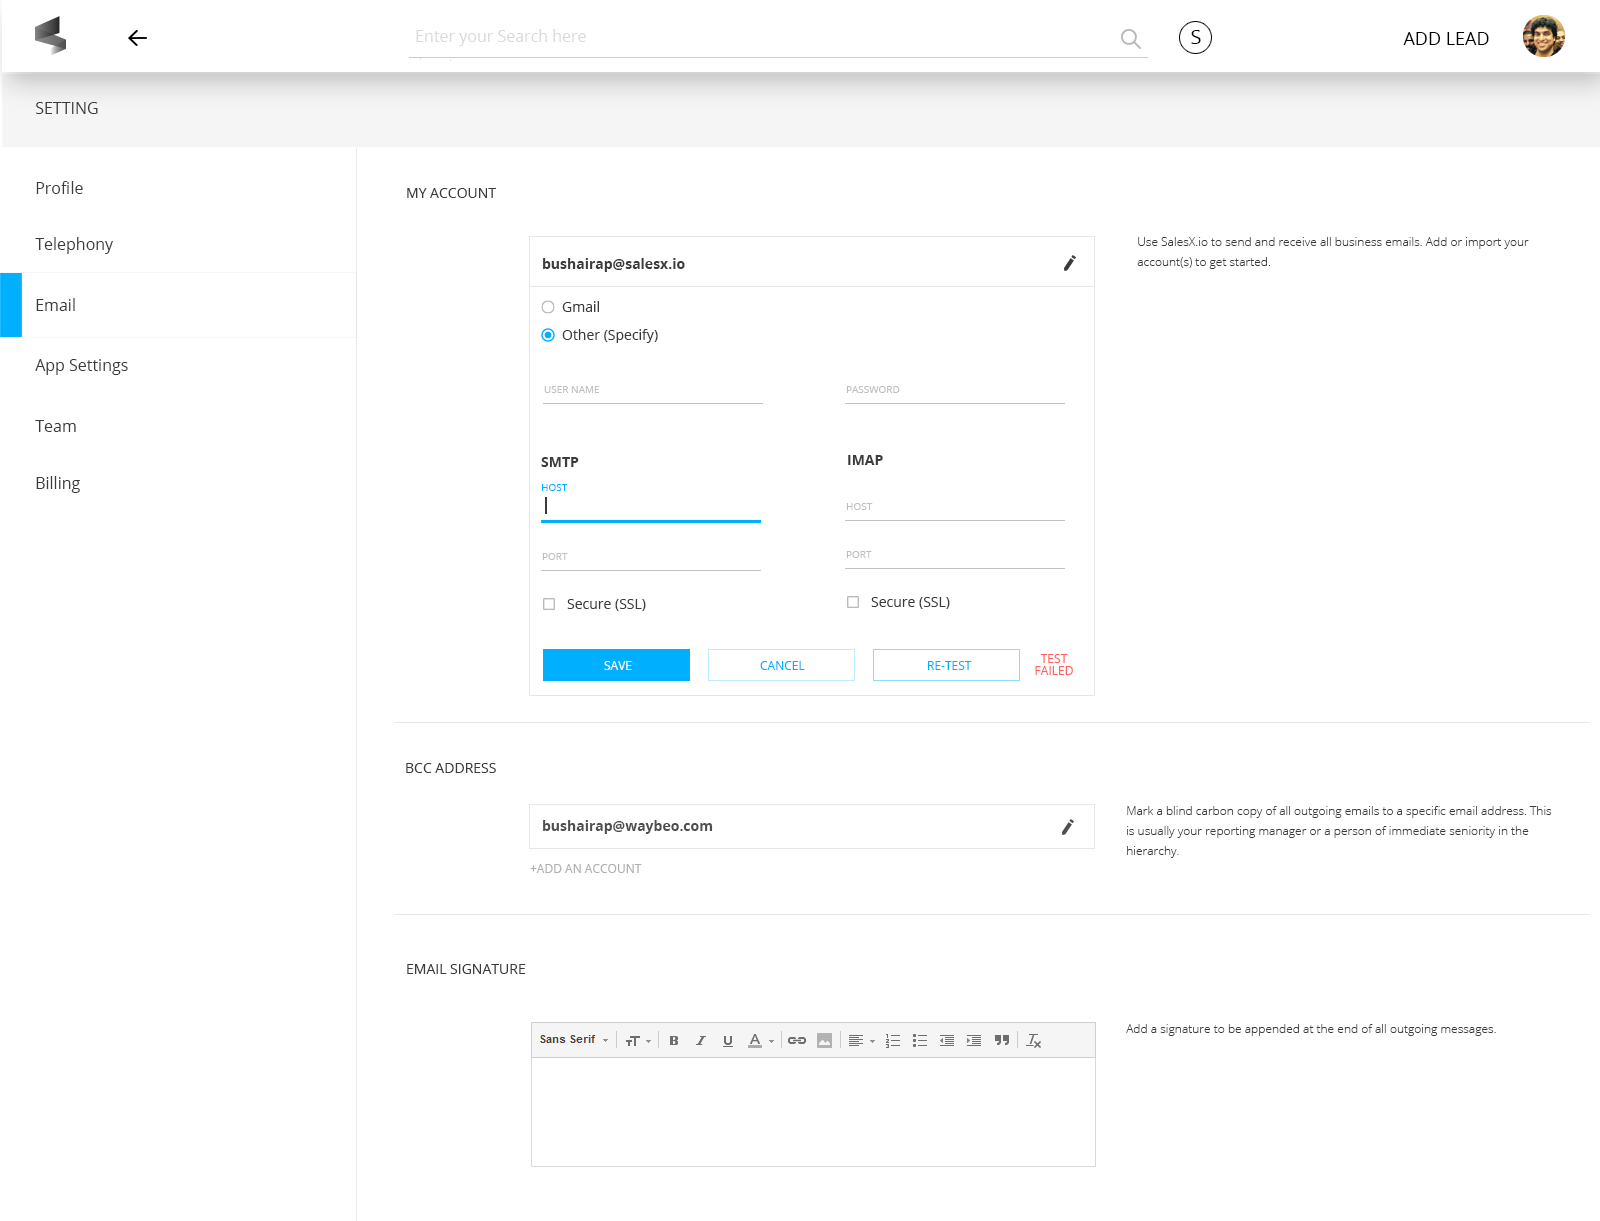 Enter your Search here
S
ADD LEAD
SETTING
Profile
Telephony
Email
App Settings
Team
Billing
MY ACCOUNT
bushairap@salesx.io
Gmail
Other (Specify)
USER NAME
PASSWORD
SMTP
IMAP
HOST
HOST
PORT
PORT
Secure (SSL)
Secure (SSL)
SAVE
CANCEL
RE-TEST
TEST
FAILED
Use SalesX.io to send and receive all business emails. Add or import your
account(s) to get started.
BCC ADDRESS
bushairap@waybeo.com
+ADD AN ACCOUNT
Mark a blind carbon copy of all outgoing emails to a specific email address. This
is usually your reporting manager or a person of immediate seniority in the
hierarchy.
EMAIL SIGNATURE
Sans Serif
Add a signature to be appended at the end of all outgoing messages.